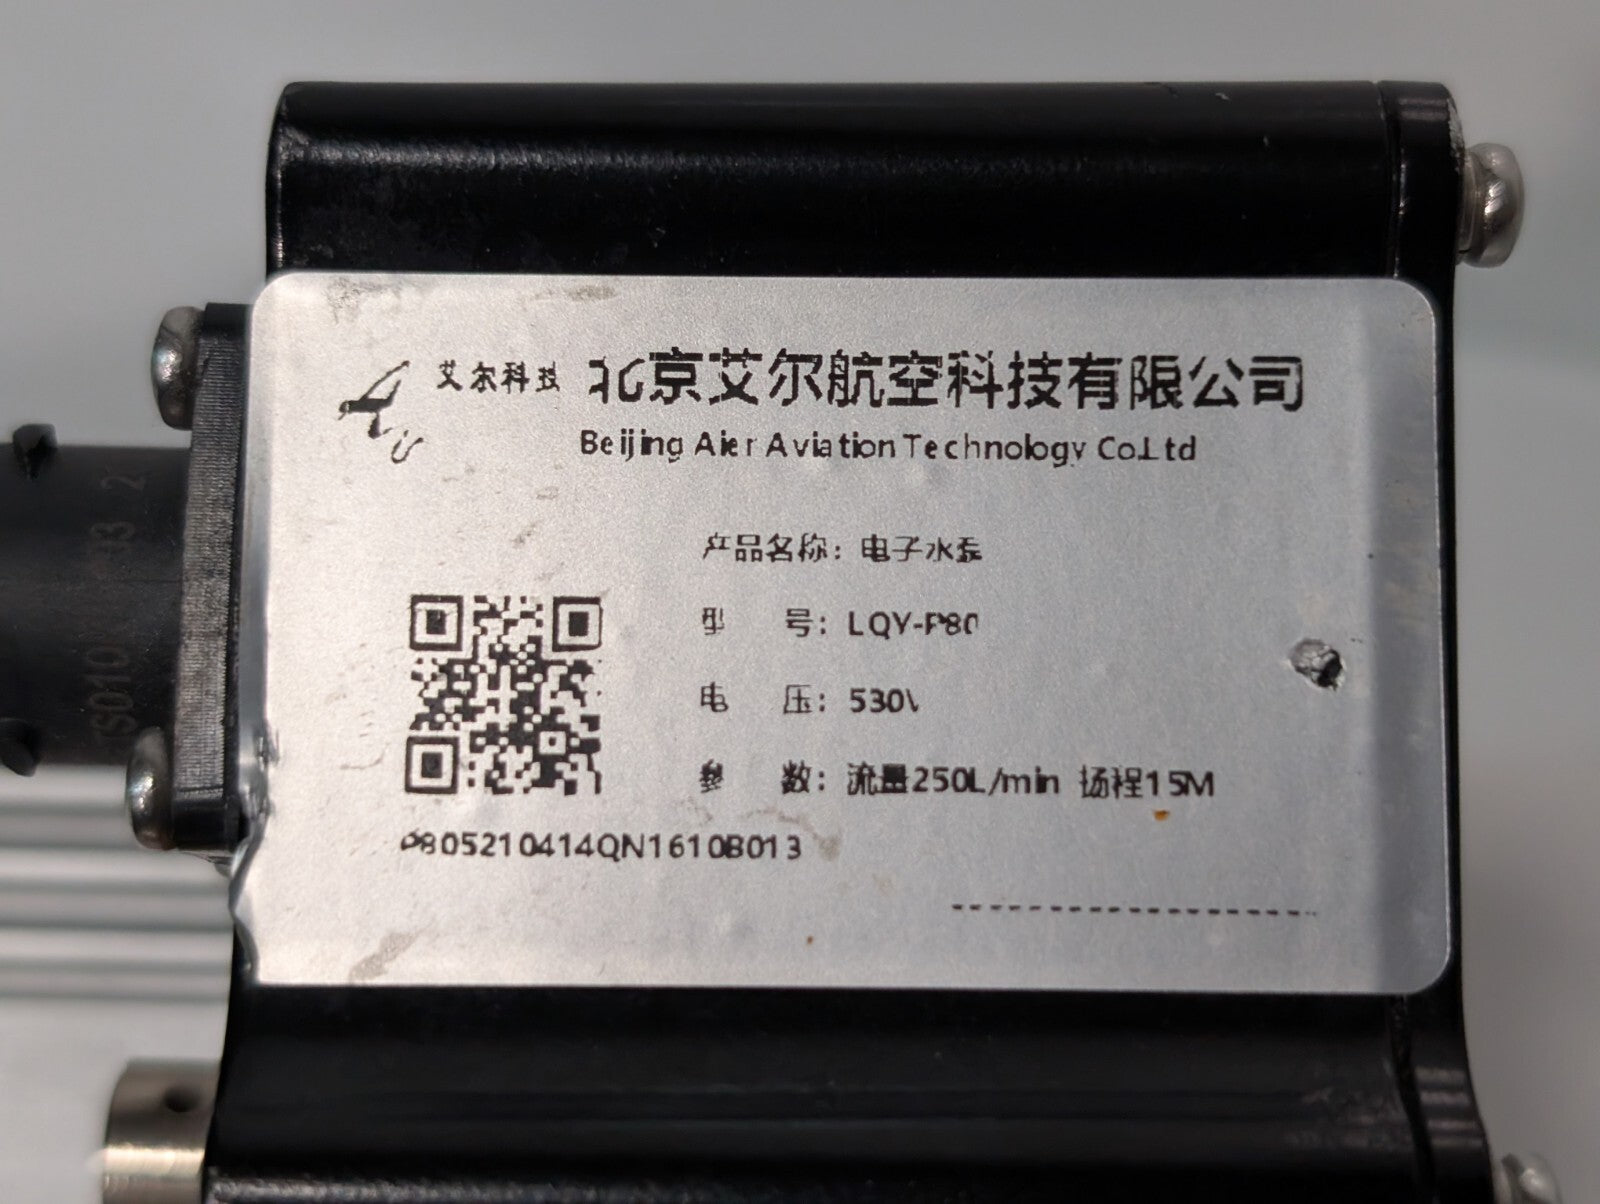 艾尔科技 北京艾尔航空科技有限公司
Beijing Aier Aviation Technology Co.Ltd
产品名称：电子水泵
型 号：LQY-P80
电 压：530V
参 数：流量250L/min 扬程15M
P805210414QN1610B013